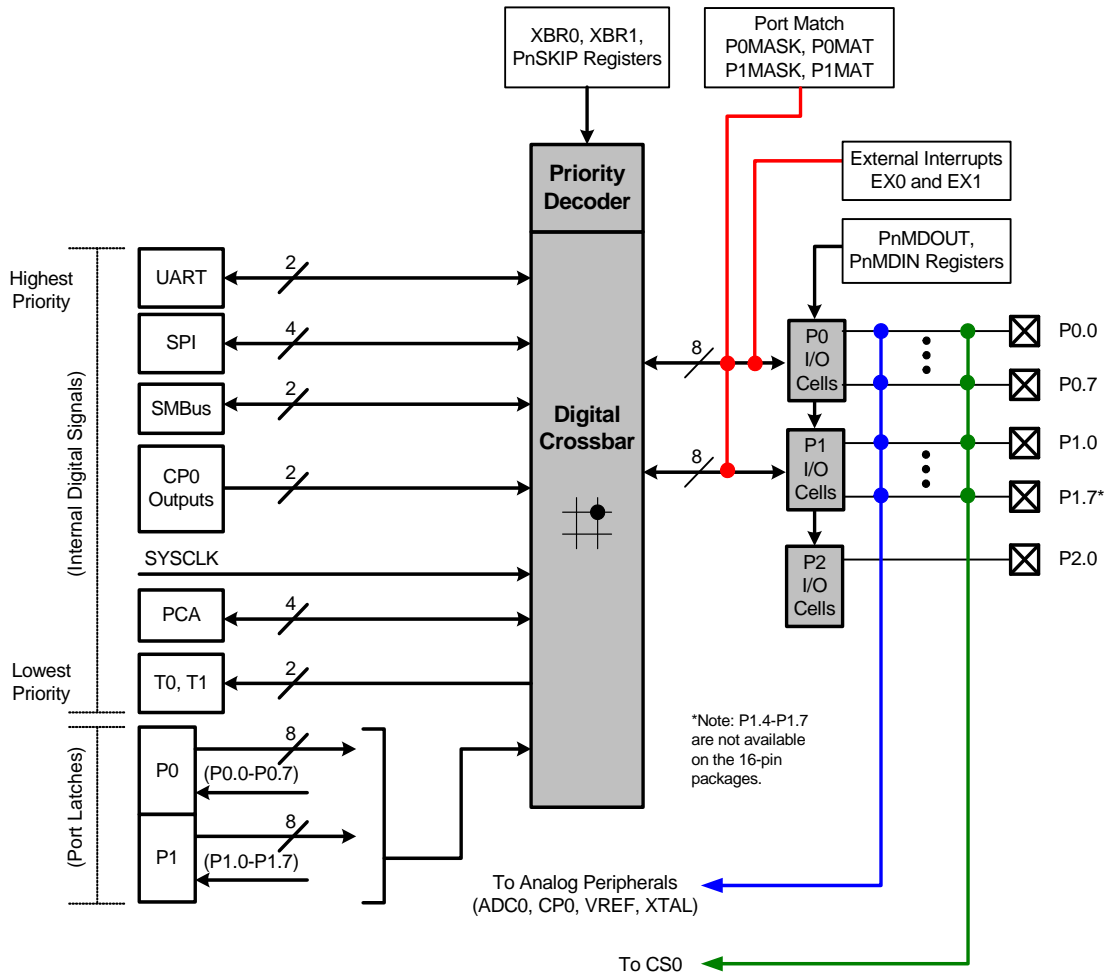 XBR0, XBR1,
PnSKIP Registers
Port Match
P0MASK, P0MAT
P1MASK, P1MAT
External Interrupts
EX0 and EX1
Priority
Decoder
PnMDOUT,
PnMDIN Registers
Highest
Priority
(Internal Digital Signals)
Lowest
Priority
UART
2
SPI
4
SMBus
2
CP0
Outputs
2
SYSCLK
PCA
4
T0, T1
2
Digital
Crossbar
8
8
P0
I/O
Cells
P1
I/O
Cells
P2
I/O
Cells
P0.0
P0.7
P1.0
P1.7*
P2.0
(Port Latches)
P0
8
(P0.0-P0.7)
P1
8
(P1.0-P1.7)
*Note: P1.4-P1.7
are not available
on the 16-pin
packages.
To Analog Peripherals
(ADC0, CP0, VREF, XTAL)
To CS0